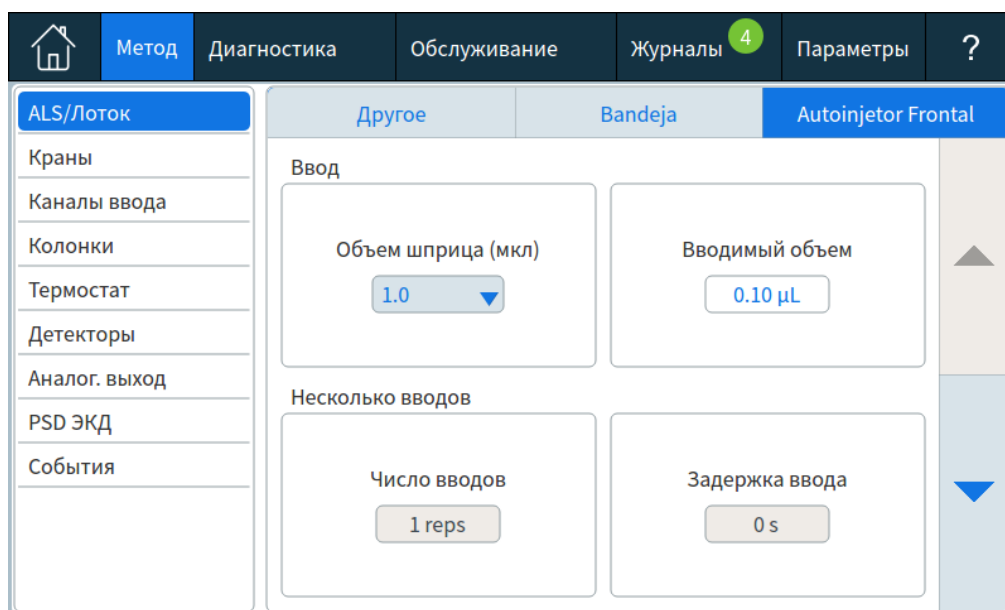 Метод
Диагностика
Обслуживание
Журналы
4
Параметры
?
ALS/Лоток
Краны
Каналы ввода
Колонки
Термостат
Детекторы
Аналог. выход
PSD ЭКД
События
Другое
Bandeja
Autoinjetor Frontal
Ввод
Объем шприца (мкл)
1.0
Вводимый объем
0.10 µL
Несколько вводов
Число вводов
1 reps
Задержка ввода
0 s